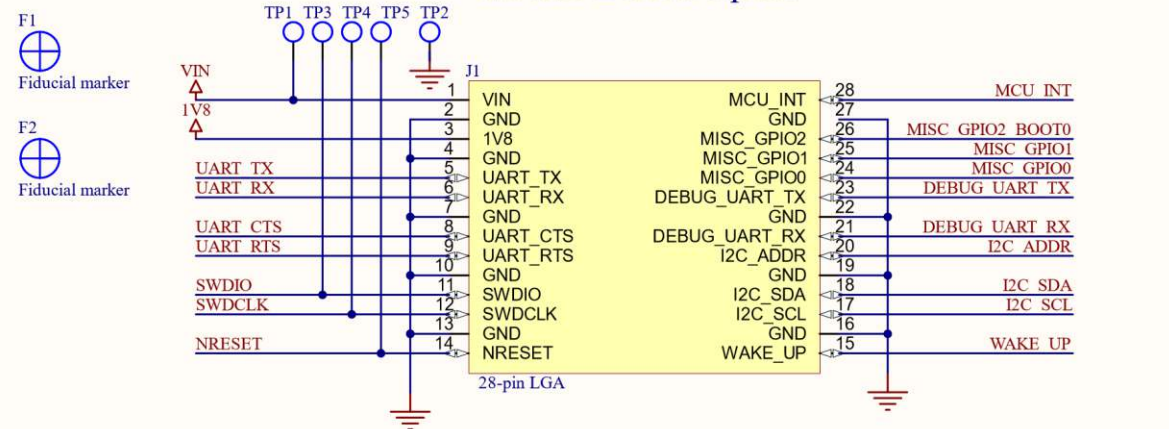 TP1 TP3 TP4 TP5 TP2
F1
Fiducial marker
F2
Fiducial marker
J1
VIN
1V8
UART_TX
UART_RX
UART_CTS
UART_RTS
SWDIO
SWDCLK
NRESET
1 VIN
2 GND
3 1V8
4 GND
5 UART_TX
6 UART_RX
7 GND
8 UART_CTS
9 UART_RTS
10 GND
11 SWDIO
12 SWDCLK
13 GND
14 NRESET
MCU_INT 28 MCU_INT
GND 27
MISC_GPIO2 26 MISC_GPIO2_BOOT0
MISC_GPIO1 25 MISC_GPIO1
MISC_GPIO0 24 MISC_GPIO0
DEBUG_UART_TX 23 DEBUG_UART_TX
GND 22
DEBUG_UART_RX 21 DEBUG_UART_RX
I2C_ADDR 20 I2C_ADDR
GND 19
I2C_SDA 18 I2C_SDA
I2C_SCL 17 I2C_SCL
GND 16
WAKE_UP 15 WAKE_UP
28-pin LGA